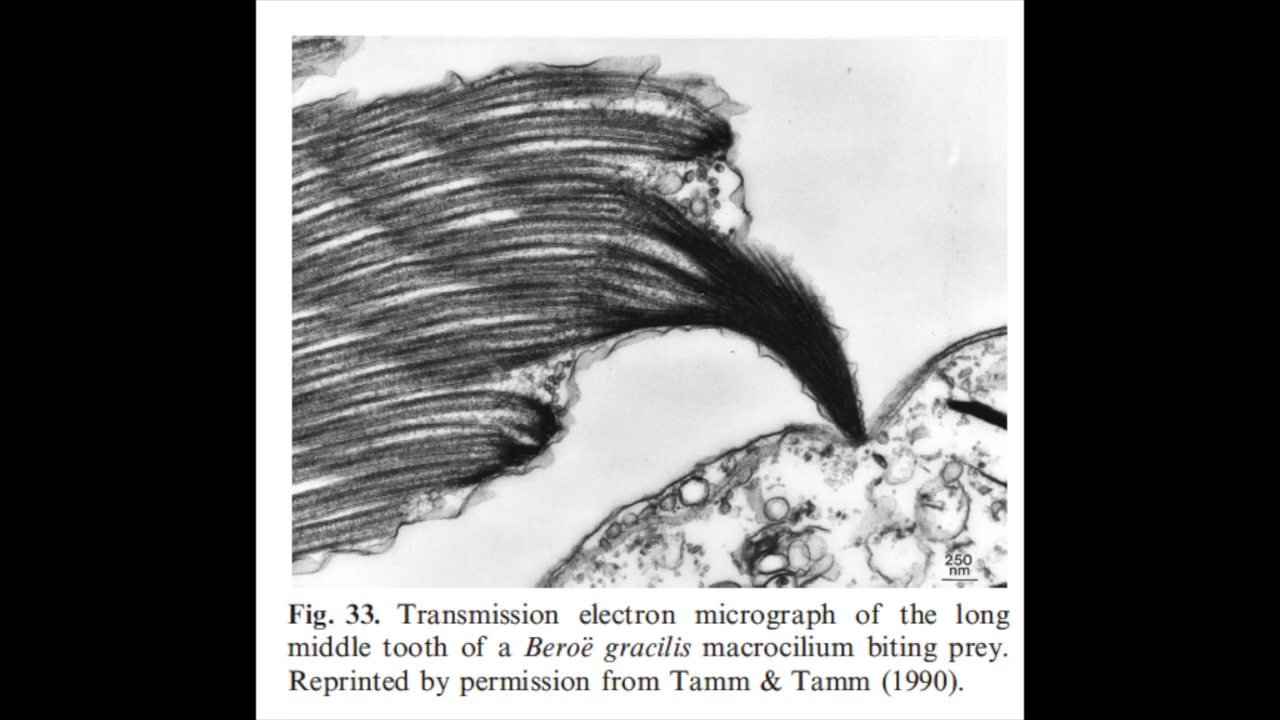 250
nm
Fig. 33. Transmission electron micrograph of the long
middle tooth of a Beroë gracilis macrocilium biting prey.
Reprinted by permission from Tamm & Tamm (1990).